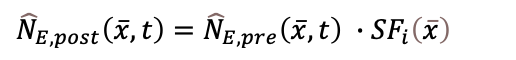 N̂_{E,post}(x̄, t) = N̂_{E,pre}(x̄, t) · SF_i(x̄)